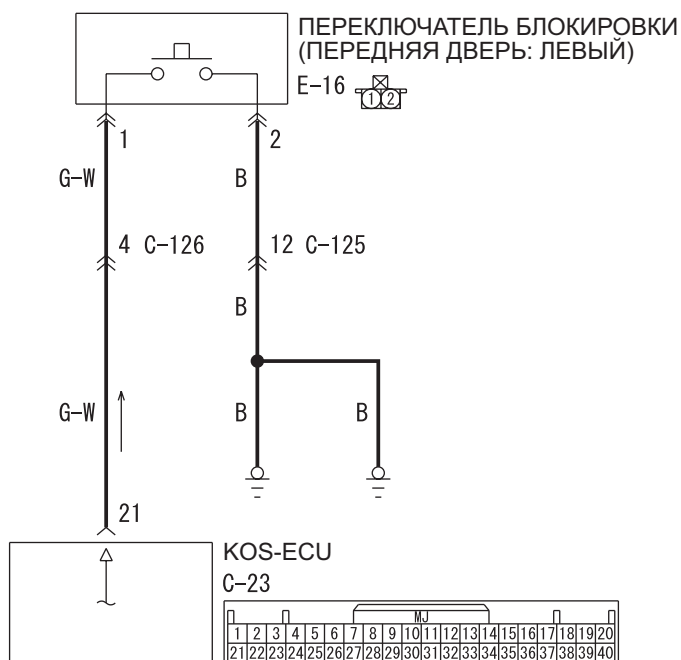 ПЕРЕКЛЮЧАТЕЛЬ БЛОКИРОВКИ
(ПЕРЕДНЯЯ ДВЕРЬ: ЛЕВЫЙ)
E-16
1 2
1 2
G-W B
4 C-126 12 C-125
B
G-W B B
21
KOS-ECU
C-23
MJ
1 2 3 4 5 6 7 8 9 10 11 12 13 14 15 16 17 18 19 20
21 22 23 24 25 26 27 28 29 30 31 32 33 34 35 36 37 38 39 40